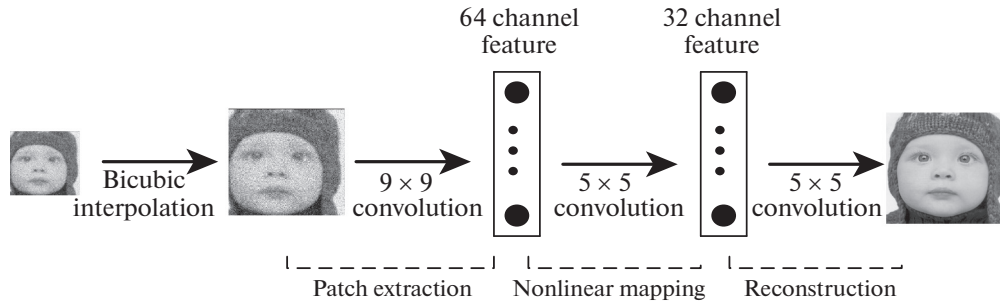 64 channel
feature
32 channel
feature
Bicubic
interpolation
9 × 9
convolution
5 × 5
convolution
5 × 5
convolution
Patch extraction
Nonlinear mapping
Reconstruction